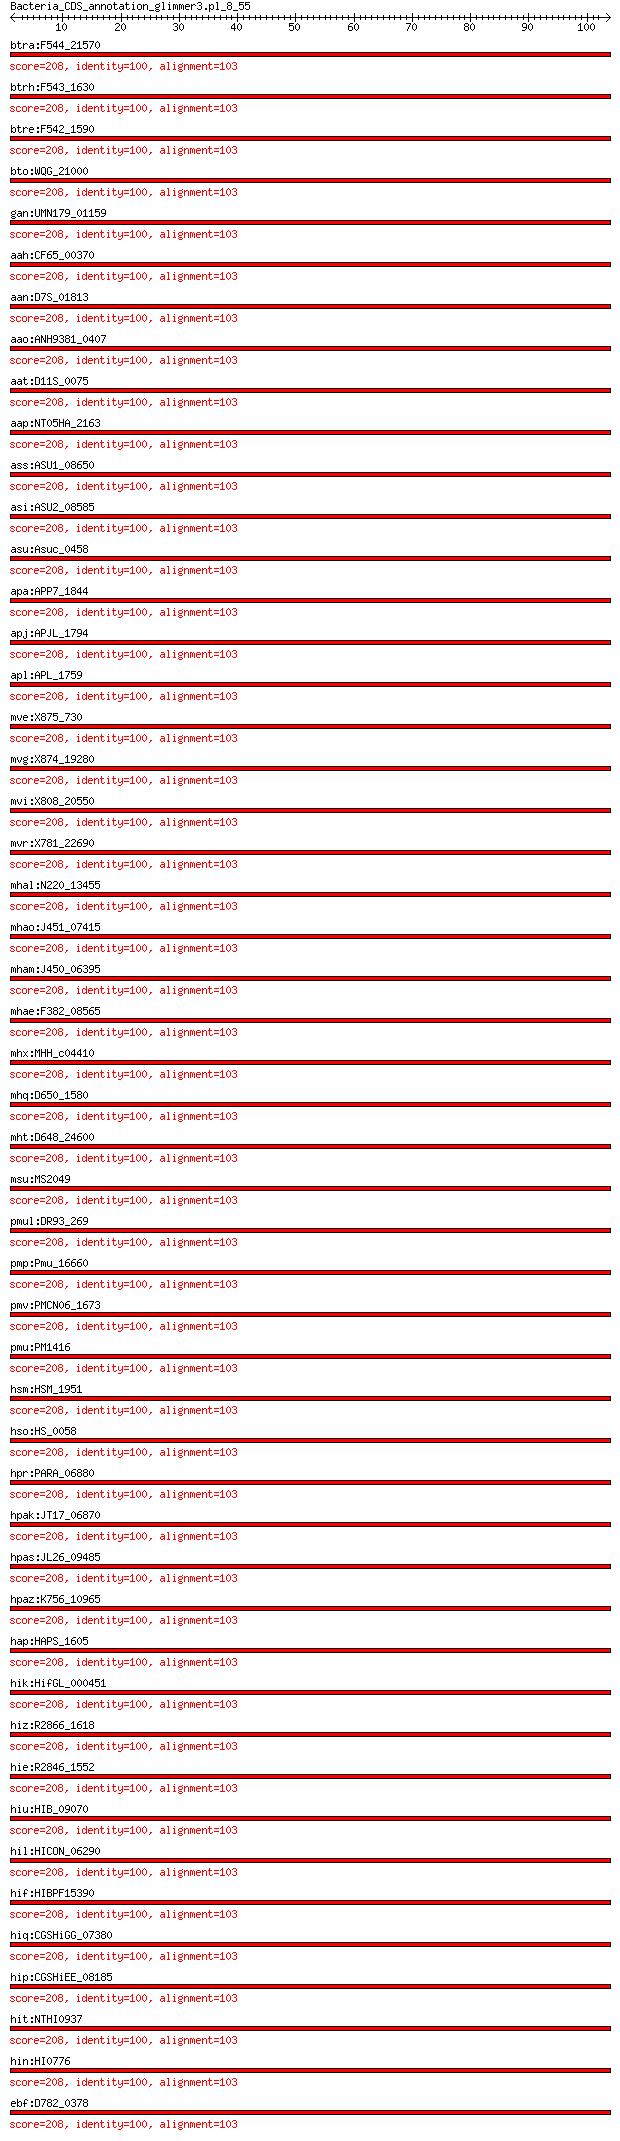 Bacteria_CDS_annotation_glimmer3.pl_8_55
10 20 30 40 50 60 70 80 90 100
btra:F544_21570
score=208, identity=100, alignment=103
btrh:F543_1630
score=208, identity=100, alignment=103
btre:F542_1590
score=208, identity=100, alignment=103
bto:WQG_21000
score=208, identity=100, alignment=103
gan:UMN179_01159
score=208, identity=100, alignment=103
aah:CF65_00370
score=208, identity=100, alignment=103
aan:D7S_01813
score=208, identity=100, alignment=103
aao:ANH9381_0407
score=208, identity=100, alignment=103
aat:D11S_0075
score=208, identity=100, alignment=103
aap:NT05HA_2163
score=208, identity=100, alignment=103
ass:ASU1_08650
score=208, identity=100, alignment=103
asi:ASU2_08585
score=208, identity=100, alignment=103
asu:Asuc_0458
score=208, identity=100, alignment=103
apa:APP7_1844
score=208, identity=100, alignment=103
apj:APJL_1794
score=208, identity=100, alignment=103
apl:APL_1759
score=208, identity=100, alignment=103
mve:X875_730
score=208, identity=100, alignment=103
mvg:X874_19280
score=208, identity=100, alignment=103
mvi:X808_20550
score=208, identity=100, alignment=103
mvr:X781_22690
score=208, identity=100, alignment=103
mhal:N220_13455
score=208, identity=100, alignment=103
mhao:J451_07415
score=208, identity=100, alignment=103
mham:J450_06395
score=208, identity=100, alignment=103
mhae:F382_08565
score=208, identity=100, alignment=103
mhx:MHH_c04410
score=208, identity=100, alignment=103
mhq:D650_1580
score=208, identity=100, alignment=103
mht:D648_24600
score=208, identity=100, alignment=103
msu:MS2049
score=208, identity=100, alignment=103
pmul:DR93_269
score=208, identity=100, alignment=103
pmp:Pmu_16660
score=208, identity=100, alignment=103
pmv:PMCN06_1673
score=208, identity=100, alignment=103
pmu:PM1416
score=208, identity=100, alignment=103
hsm:HSM_1951
score=208, identity=100, alignment=103
hso:HS_0058
score=208, identity=100, alignment=103
hpr:PARA_06880
score=208, identity=100, alignment=103
hpak:JT17_06870
score=208, identity=100, alignment=103
hpas:JL26_09485
score=208, identity=100, alignment=103
hpaz:K756_10965
score=208, identity=100, alignment=103
hap:HAPS_1605
score=208, identity=100, alignment=103
hik:HifGL_000451
score=208, identity=100, alignment=103
hiz:R2866_1618
score=208, identity=100, alignment=103
hie:R2846_1552
score=208, identity=100, alignment=103
hiu:HIB_09070
score=208, identity=100, alignment=103
hil:HICON_06290
score=208, identity=100, alignment=103
hif:HIBPF15390
score=208, identity=100, alignment=103
hiq:CGSHiGG_07380
score=208, identity=100, alignment=103
hip:CGSHiEE_08185
score=208, identity=100, alignment=103
hit:NTHI0937
score=208, identity=100, alignment=103
hin:HI0776
score=208, identity=100, alignment=103
ebf:D782_0378
score=208, identity=100, alignment=103